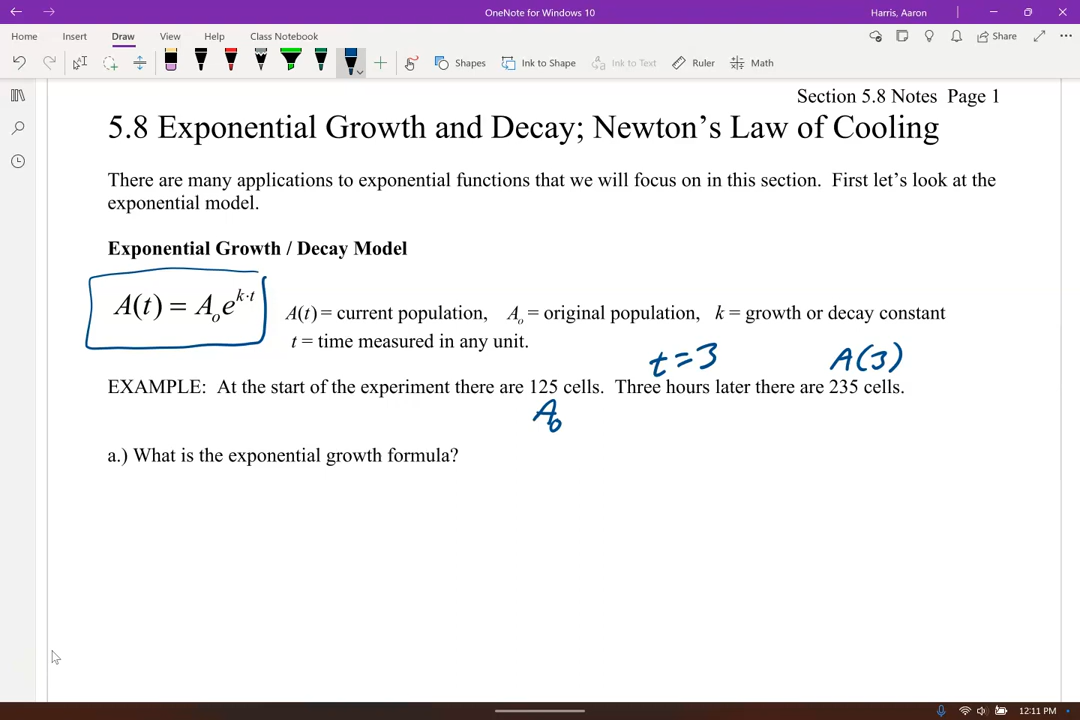 OneNote for Windows 10
Harris, Aaron
Home Insert Draw View Help Class Notebook
Share
Shapes Ink to Shape Ink to Text Ruler Math
Section 5.8 Notes Page 1
5.8 Exponential Growth and Decay; Newton's Law of Cooling
There are many applications to exponential functions that we will focus on in this section. First let's look at the
exponential model.
Exponential Growth / Decay Model
A(t) = Aₒe^(k·t)
A(t) = current population, Aₒ = original population, k = growth or decay constant
t = time measured in any unit.
t = 3 A(3)
EXAMPLE: At the start of the experiment there are 125 cells. Three hours later there are 235 cells.
A₀
a.) What is the exponential growth formula?
12:11 PM